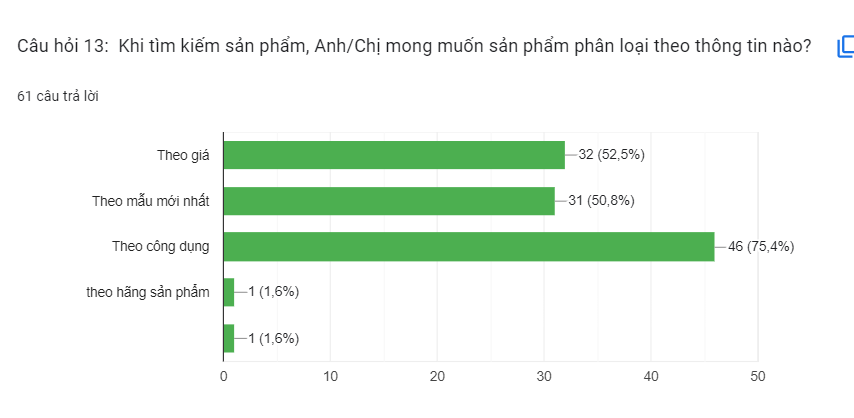 Câu hỏi 13:  Khi tìm kiếm sản phẩm, Anh/Chị mong muốn sản phẩm phân loại theo thông tin nào?
61 câu trả lời
Theo giá
32 (52,5%)
Theo mẫu mới nhất
31 (50,8%)
Theo công dụng
46 (75,4%)
theo hãng sản phẩm
1 (1,6%)
1 (1,6%)
0 10 20 30 40 50